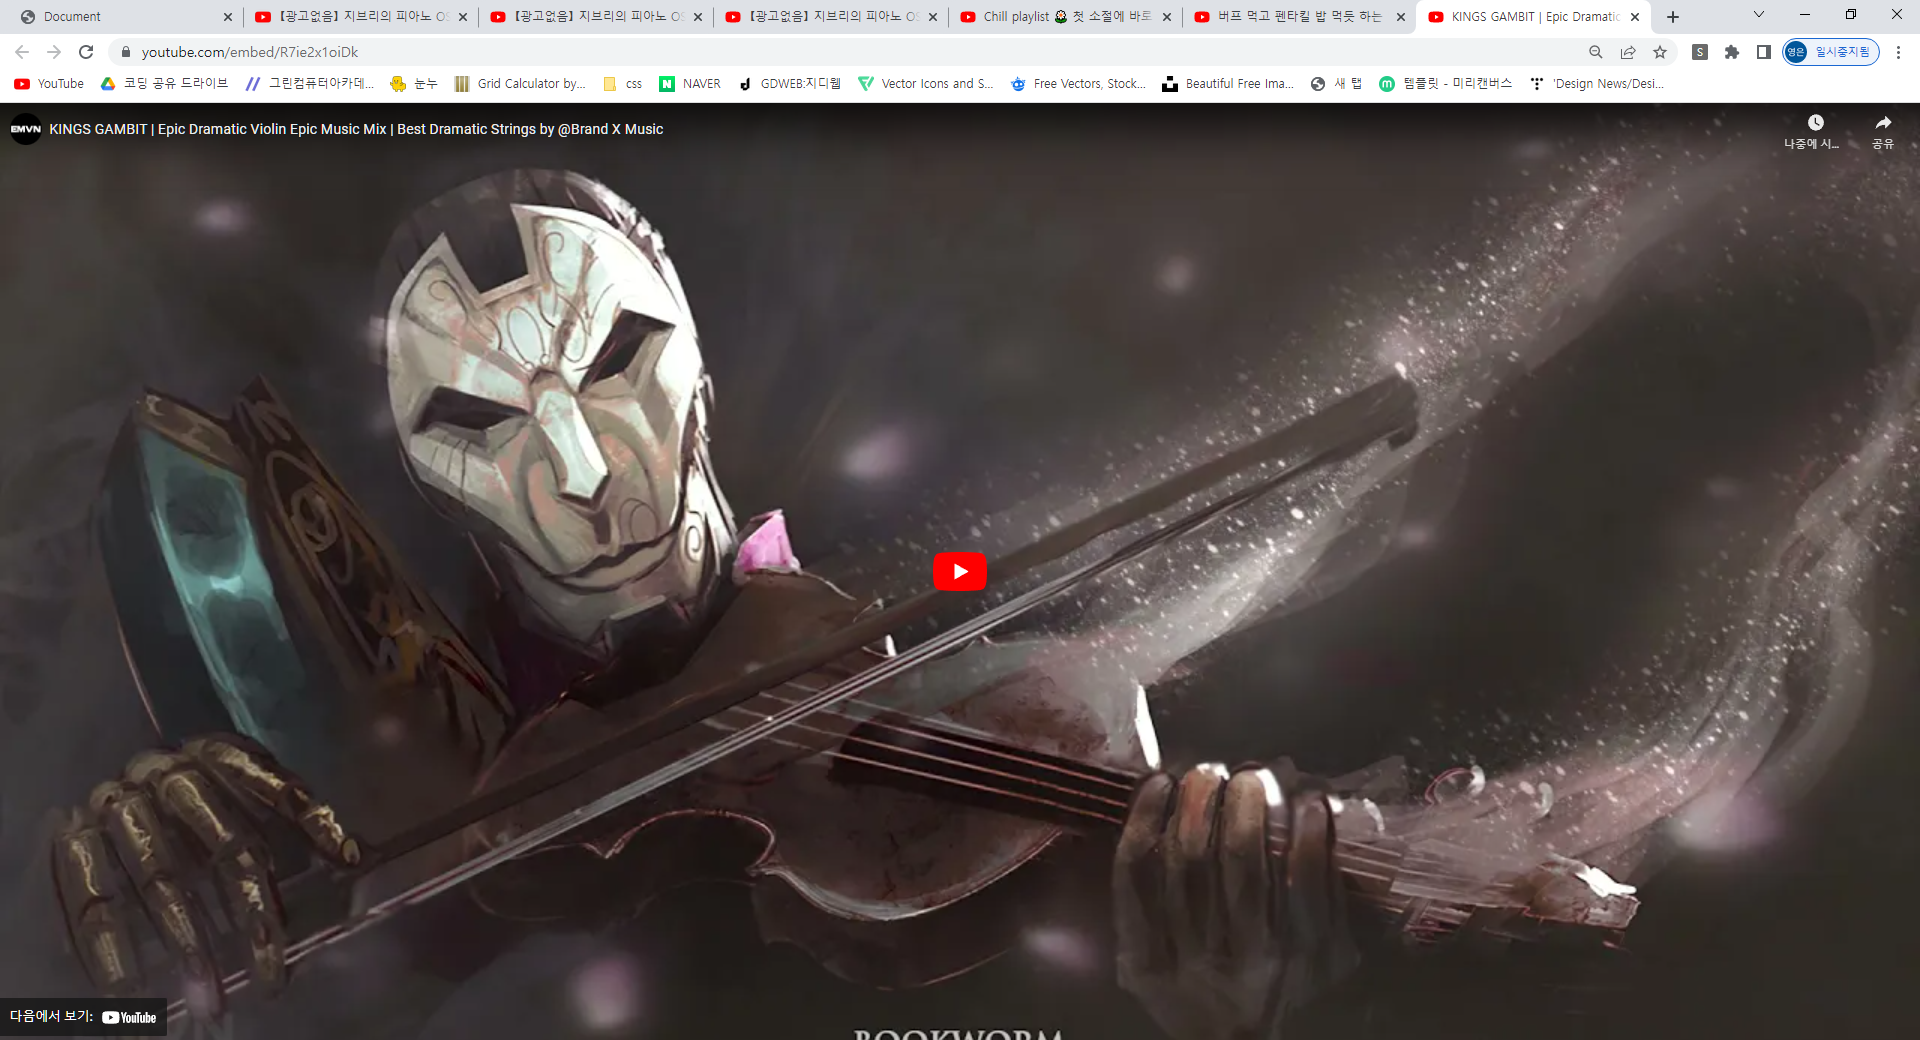 Document
【광고없음】 지브리의 피아노 OS
【광고없음】 지브리의 피아노 OS
【광고없음】 지브리의 피아노 OS
Chill playlist 첫 소절에 바로
버프 먹고 펜타킬 밥 먹듯 하는
KINGS GAMBIT | Epic Dramatic
youtube.com/embed/R7ie2x1oiDk
S
영은
일시중지됨
YouTube
코딩 공유 드라이브
그린컴퓨터아카데...
눈누
Grid Calculator by...
css
N
NAVER
GDWEB:지디웹
Vector Icons and S...
Free Vectors, Stock...
Beautiful Free Ima...
새 탭
m
템플릿 - 미리캔버스
'Design News/Desi...
EMVN
KINGS GAMBIT | Epic Dramatic Violin Epic Music Mix | Best Dramatic Strings by @Brand X Music
나중에 시...
공유
다음에서 보기:
YouTube
BOOKWORM